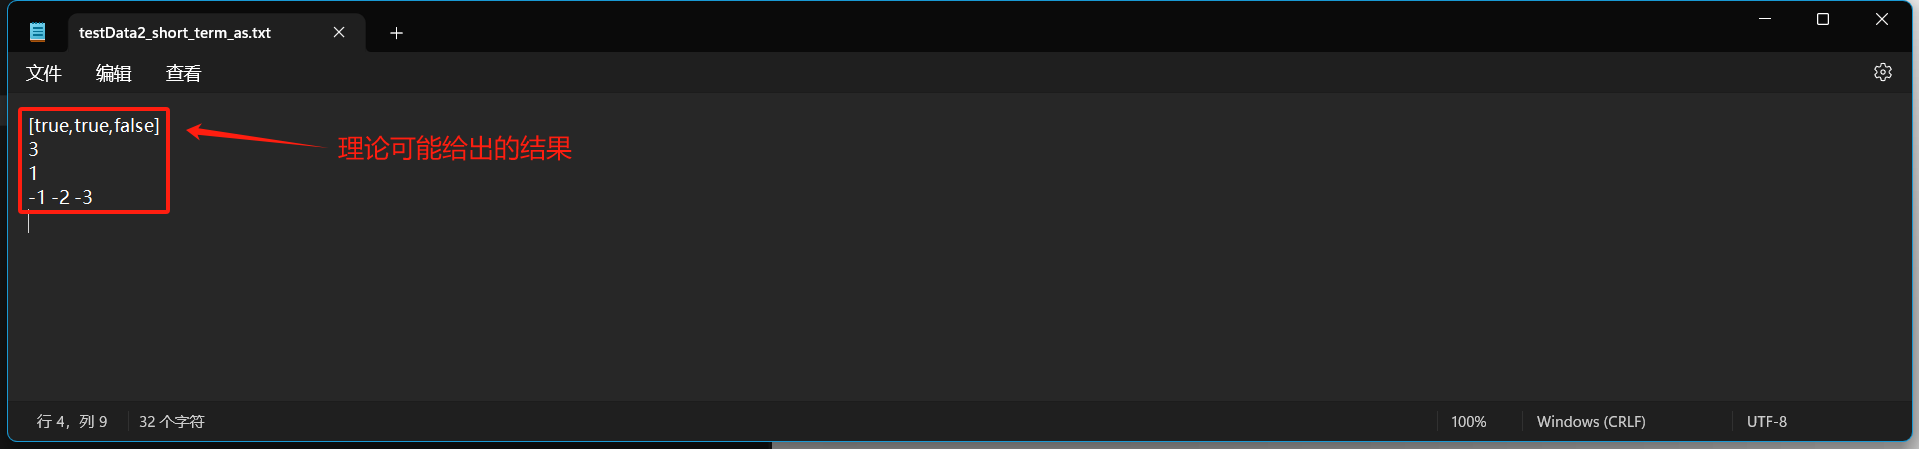 testData2_short_term_as.txt
文件 编辑 查看
[true,true,false]
3
1
-1 -2 -3
理论可能给出的结果
行 4，列 9 32 个字符 100% Windows (CRLF) UTF-8